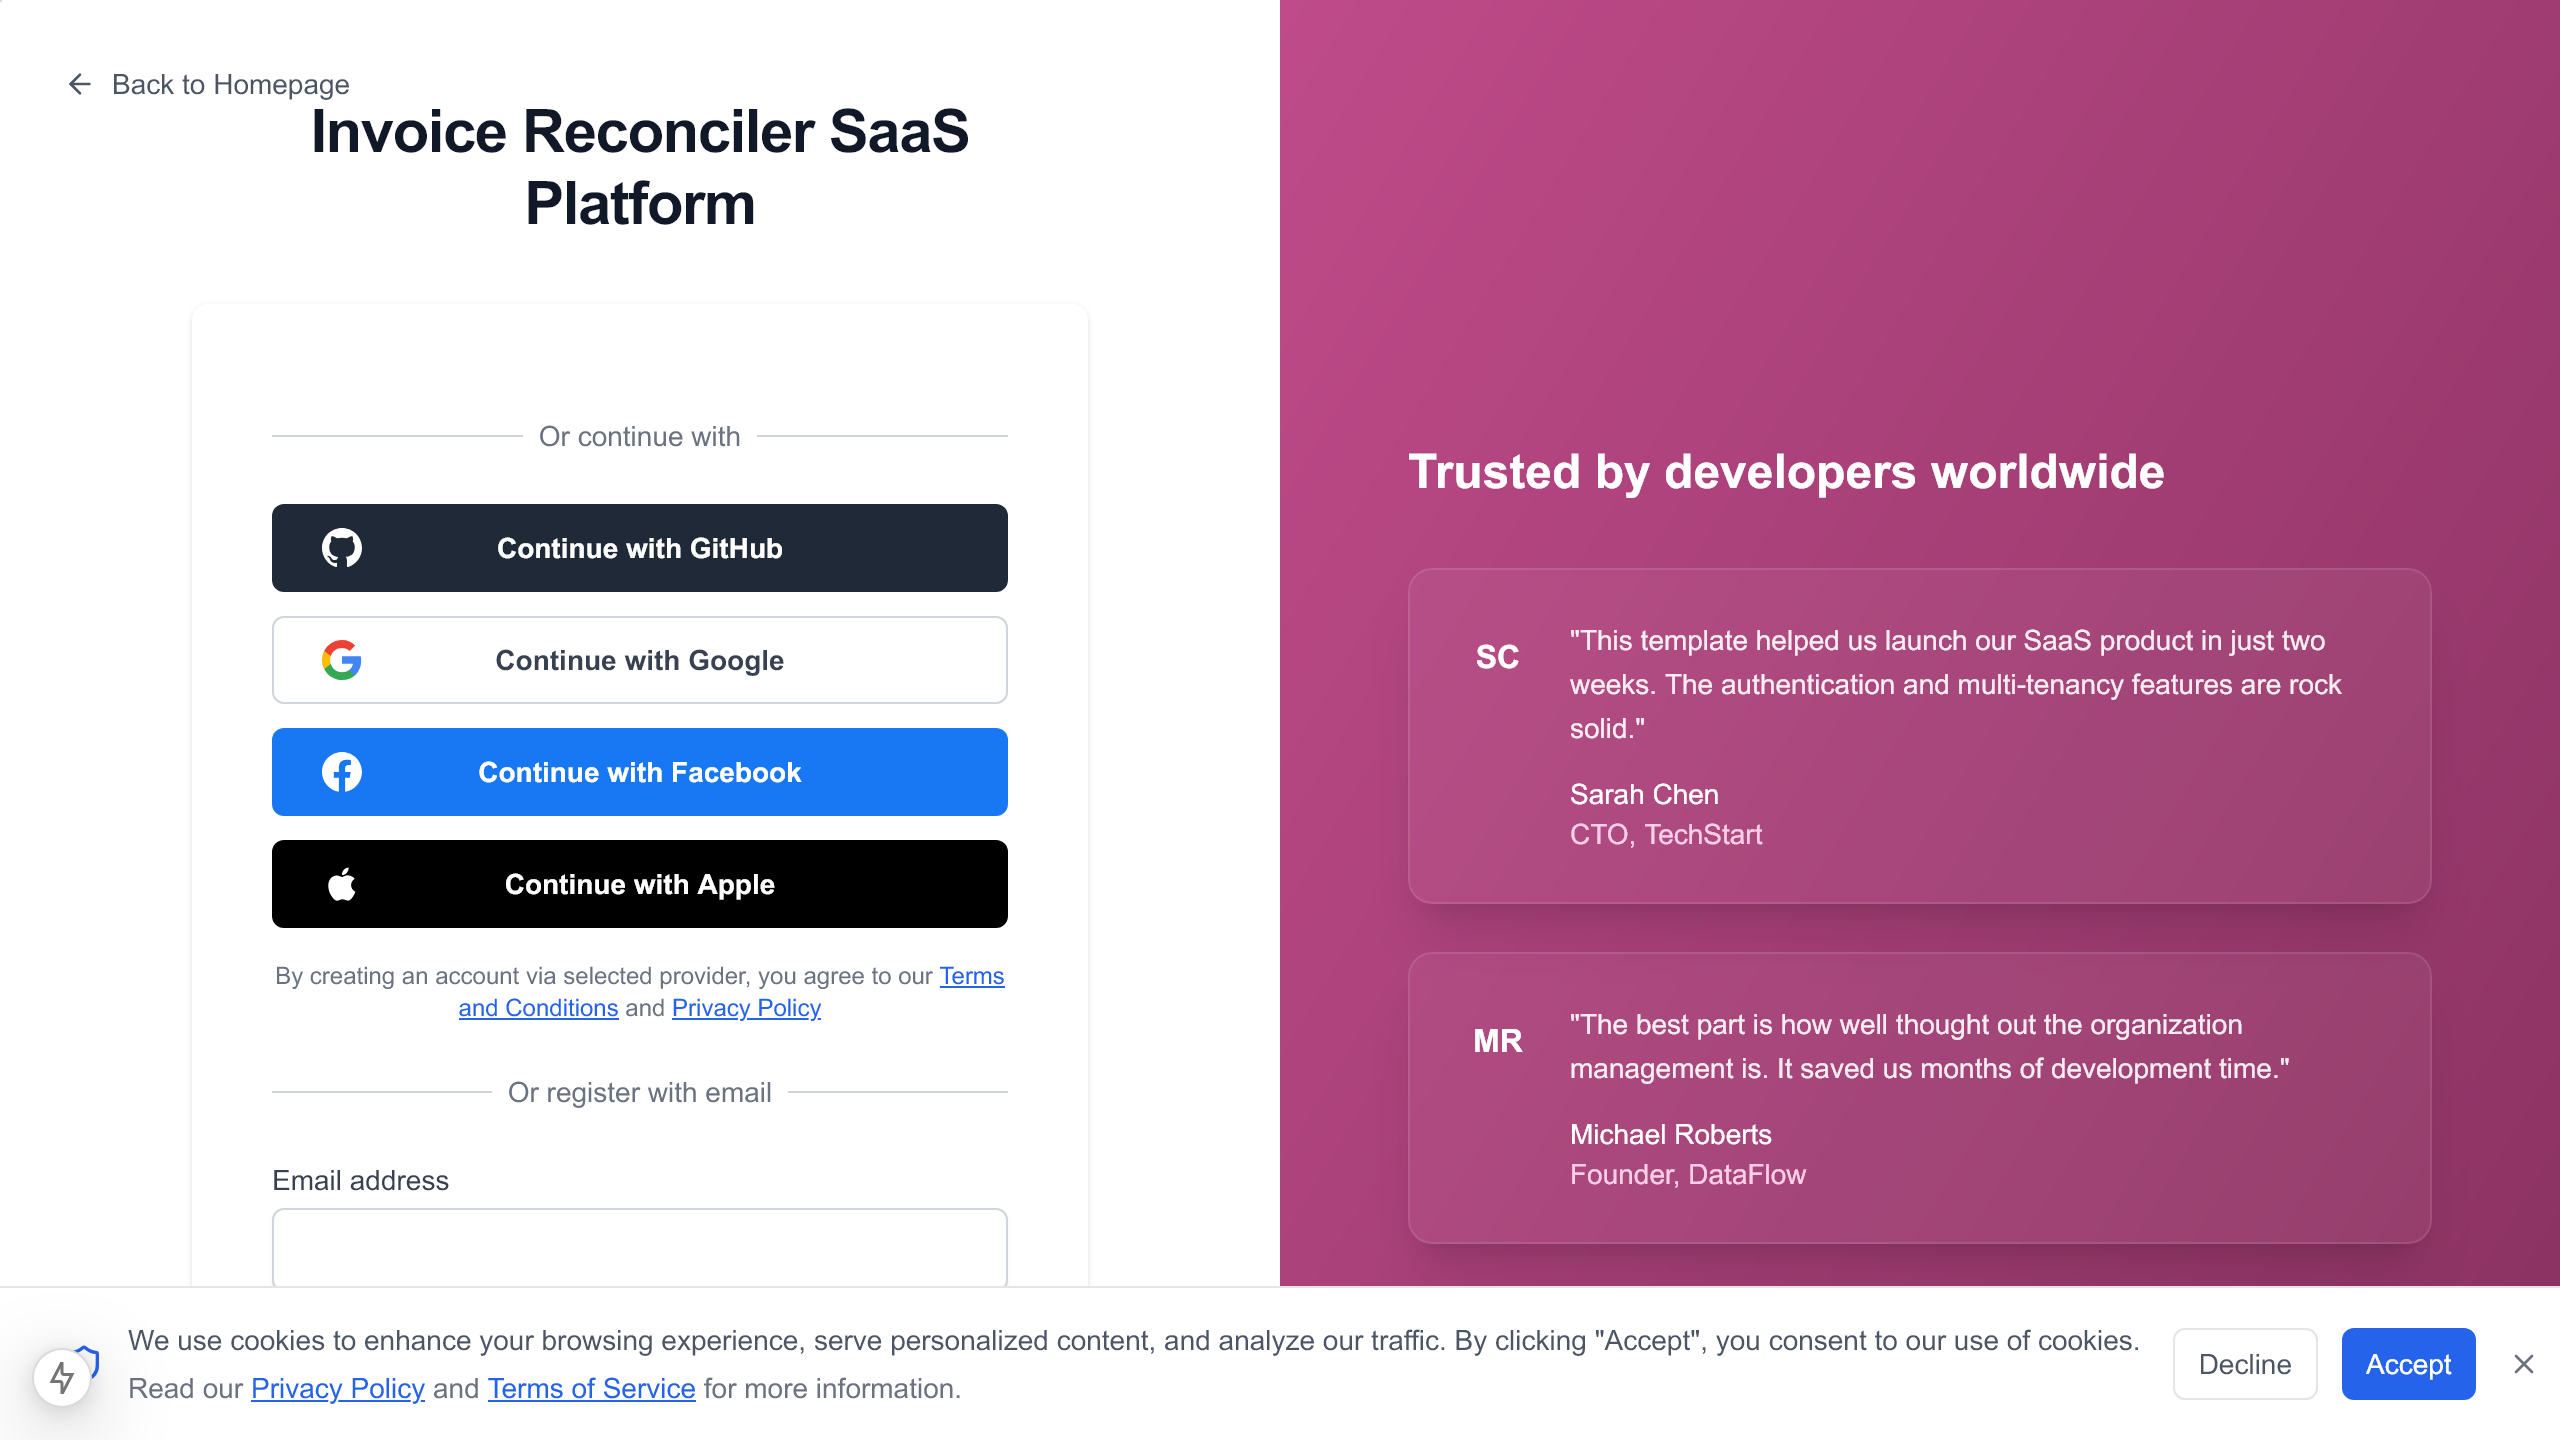 Back to Homepage
Invoice Reconciler SaaS
Platform
Or continue with
Continue with GitHub
Continue with Google
Continue with Facebook
Continue with Apple
By creating an account via selected provider, you agree to our Terms
and Conditions and Privacy Policy
Or register with email
Email address
Trusted by developers worldwide
SC
"This template helped us launch our SaaS product in just two
weeks. The authentication and multi-tenancy features are rock
solid."
Sarah Chen
CTO, TechStart
MR
"The best part is how well thought out the organization
management is. It saved us months of development time."
Michael Roberts
Founder, DataFlow
We use cookies to enhance your browsing experience, serve personalized content, and analyze our traffic. By clicking "Accept", you consent to our use of cookies.
Read our Privacy Policy and Terms of Service for more information.
Decline
Accept